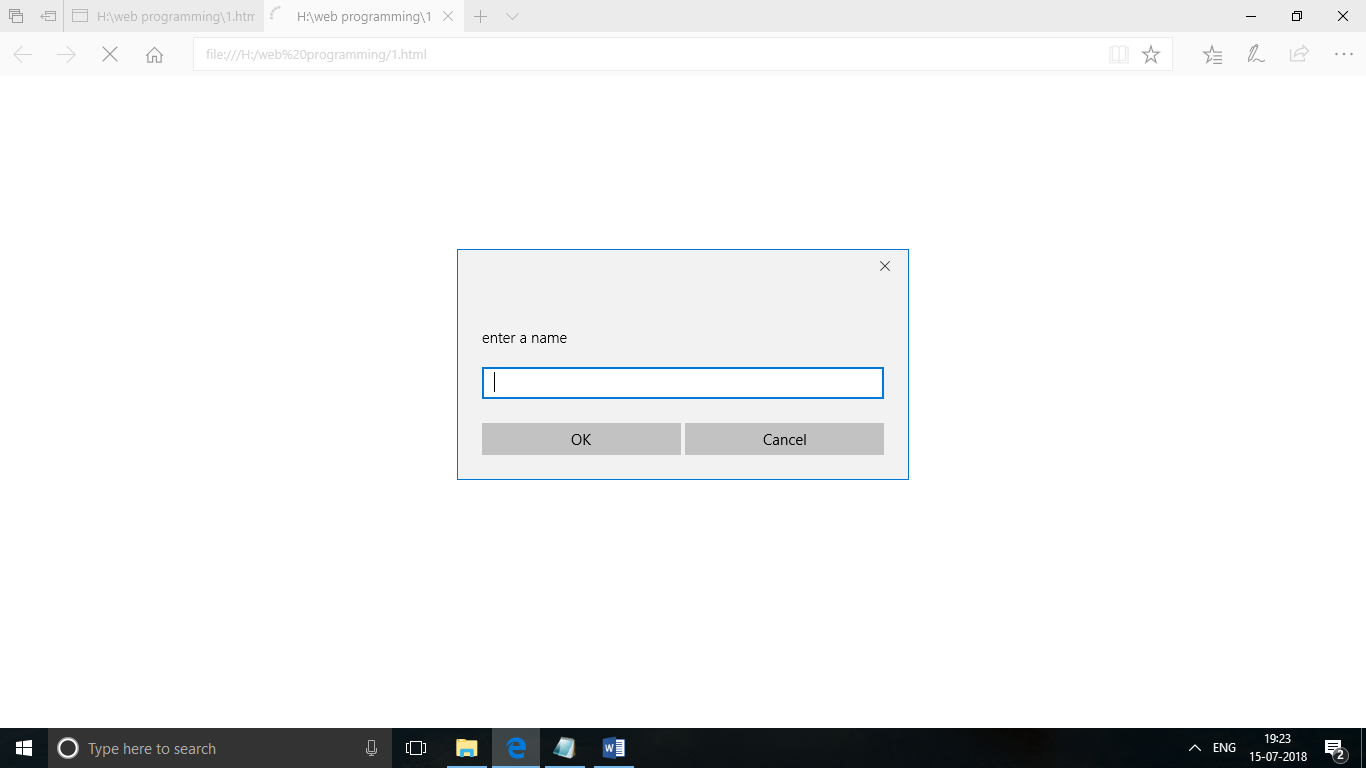 H:\web programming\1.htm
H:\web programming\1
file:///H:/web%20programming/1.html
enter a name
OK
Cancel
Type here to search
W
ENG
19:23
15-07-2018
2